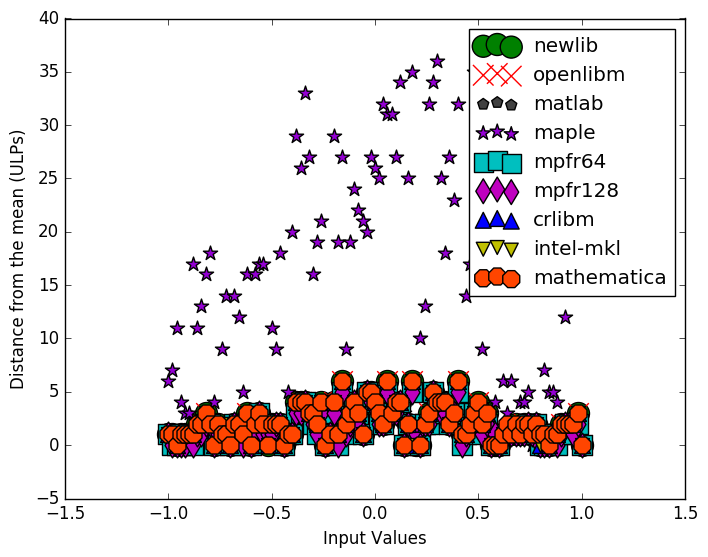 40
35
30
25
20
15
10
5
0
−5
−1.5
−1.0
−0.5
0.0
0.5
1.0
1.5
Distance from the mean (ULPs)
Input Values
newlib
openlibm
matlab
maple
mpfr64
mpfr128
crlibm
intel-mkl
mathematica